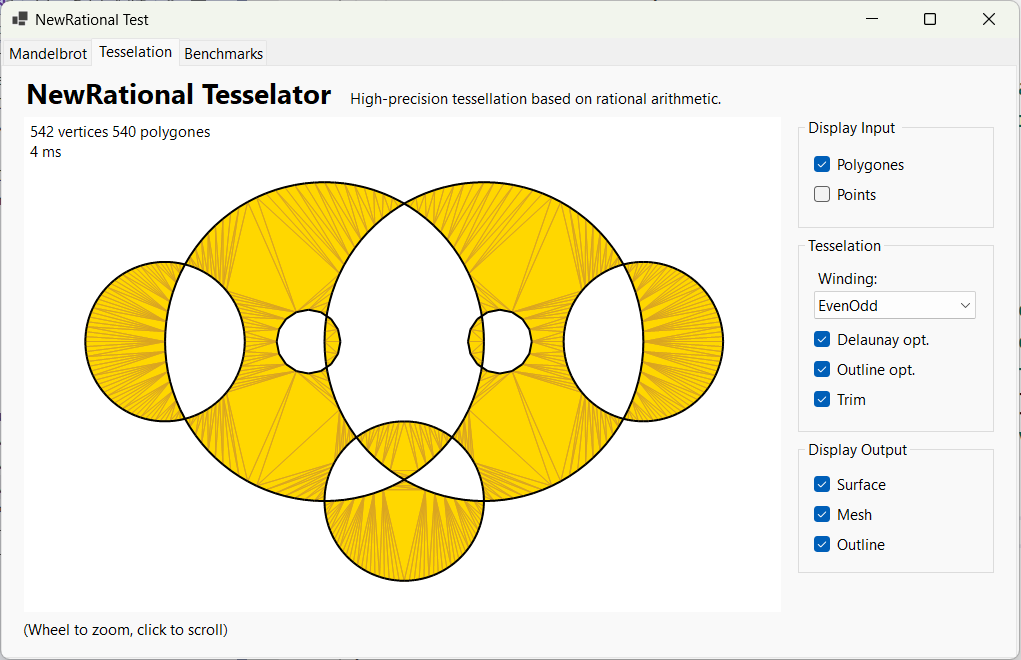 NewRational Test
Mandelbrot Tesselation Benchmarks
NewRational Tesselator High-precision tessellation based on rational arithmetic.
542 vertices 540 polygones
4 ms
Display Input
Polygones
Points
Tesselation
Winding:
EvenOdd
Delaunay opt.
Outline opt.
Trim
Display Output
Surface
Mesh
Outline
(Wheel to zoom, click to scroll)